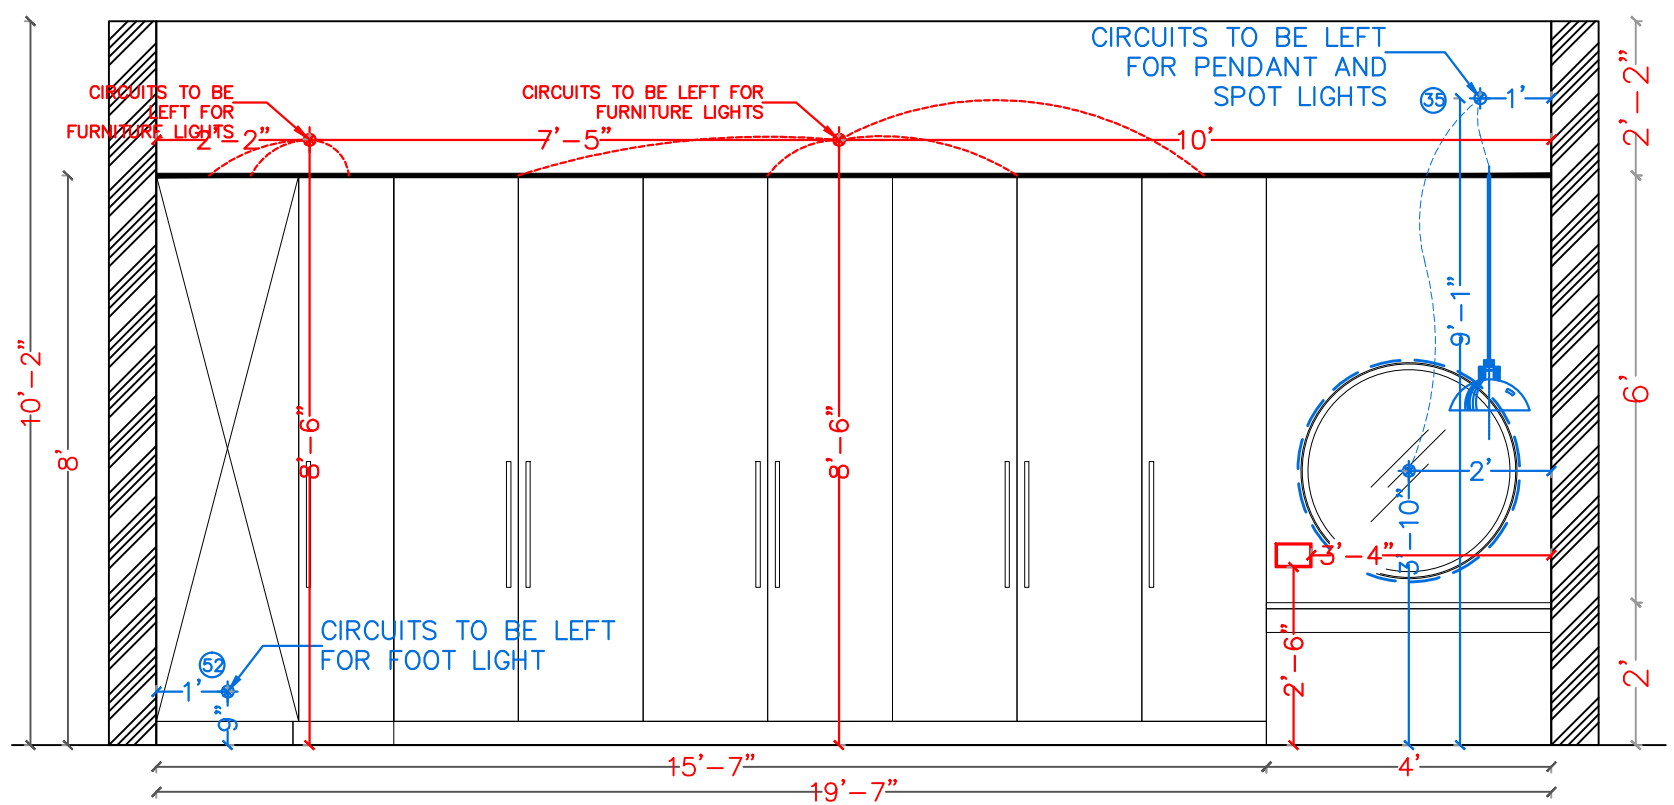 CIRCUITS TO BE LEFT
FOR PENDANT AND
SPOT LIGHTS
35
1'
2'-2"
CIRCUITS TO BE
LEFT FOR
FURNITURE LIGHTS
CIRCUITS TO BE LEFT FOR
FURNITURE LIGHTS
2'-2"
7'-5"
10'
9'-1"
10'-2"
8'
8'-6"
8'-6"
6'
2'
3'-10"
3'-4"
CIRCUITS TO BE LEFT
FOR FOOT LIGHT
52
1'
9"
2'-6"
2'
15'-7"
4'
19'-7"